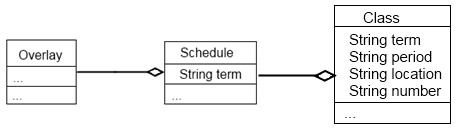 Overlay
...
...
Schedule
String term
...
Class
String term
String period
String location
String number
...